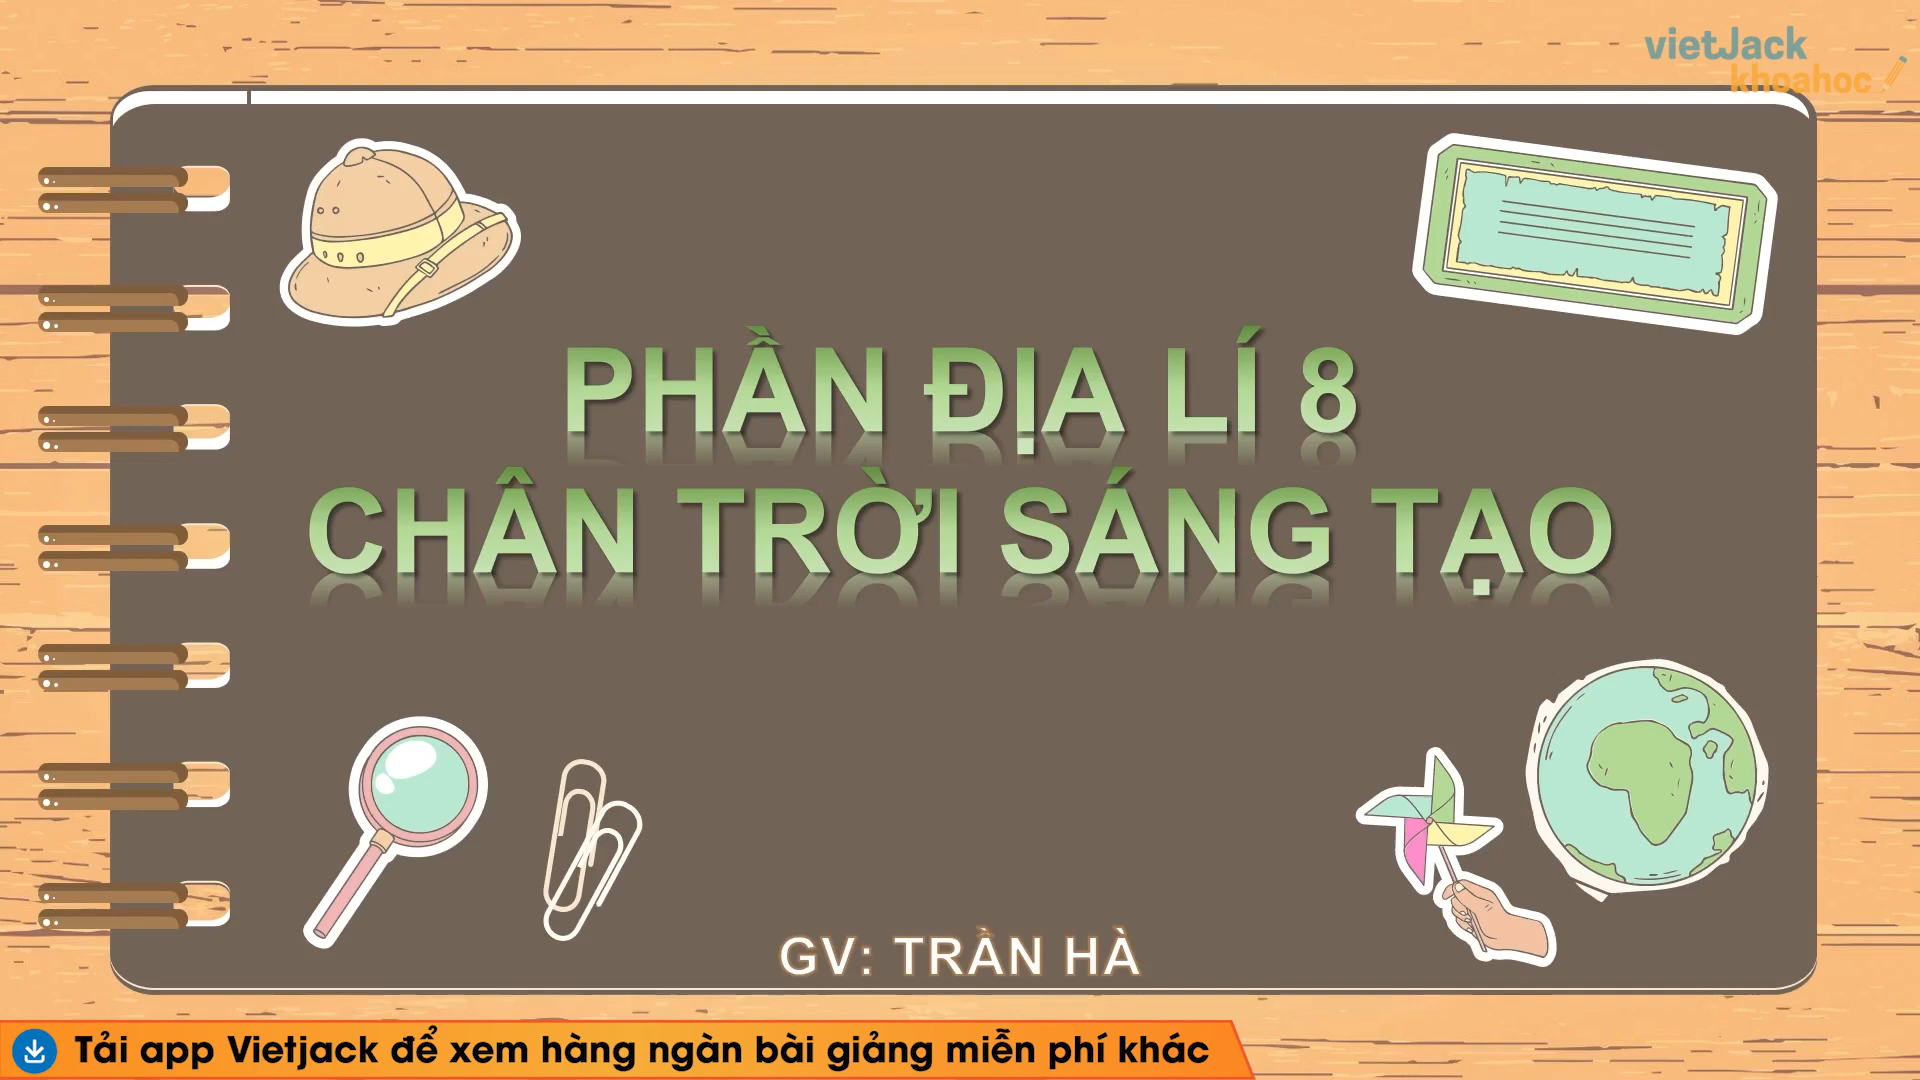 vietJack
khoahoc
PHẦN ĐỊA LÍ 8
CHÂN TRỜI SÁNG TẠO
GV: TRẦN HÀ
Tải app Vietjack để xem hàng ngàn bài giảng miễn phí khác